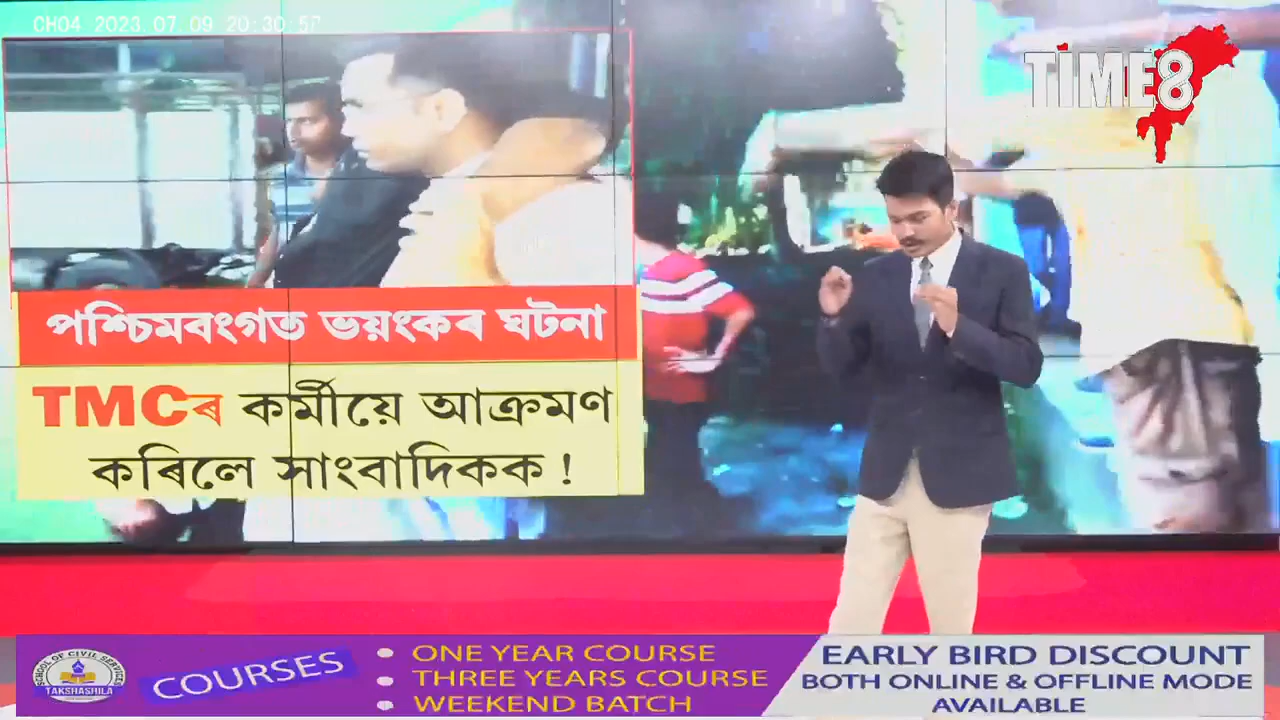 CH04 2023.07.09 20:30:57
TIME8
পশ্চিমবংগত ভয়ংকৰ ঘটনা
TMCৰ কৰ্মীয়ে আক্ৰমণ
কৰিলে সাংবাদিকক !
SCHOOL OF CIVIL SERVICE
TAKSHASHILA
COURSES
• ONE YEAR COURSE
• THREE YEARS COURSE
• WEEKEND BATCH
EARLY BIRD DISCOUNT
BOTH ONLINE & OFFLINE MODE
AVAILABLE